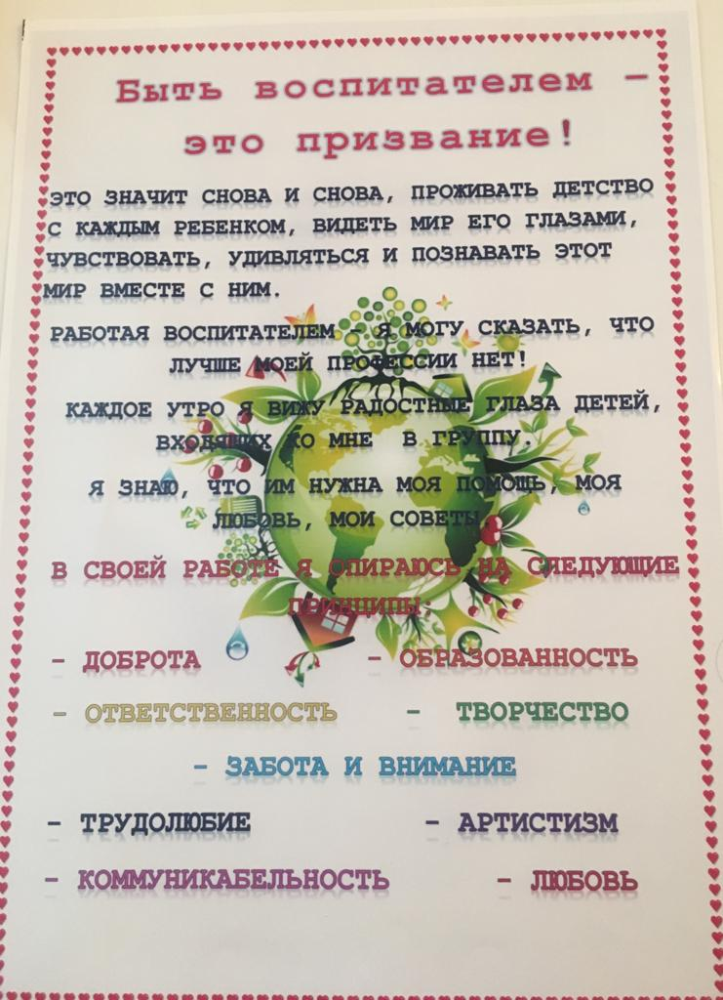 Быть воспитателем –
это призвание!
ЭТО ЗНАЧИТ СНОВА И СНОВА, ПРОЖИВАТЬ ДЕТСТВО
С КАЖДЫМ РЕБЕНКОМ, ВИДЕТЬ МИР ЕГО ГЛАЗАМИ,
ЧУВСТВОВАТЬ, УДИВЛЯТЬСЯ И ПОЗНАВАТЬ ЭТОТ
МИР ВМЕСТЕ С НИМ.
РАБОТАЯ ВОСПИТАТЕЛЕМ – Я МОГУ СКАЗАТЬ, ЧТО
ЛУЧШЕ МОЕЙ ПРОФЕССИИ НЕТ!
КАЖДОЕ УТРО Я ВИЖУ РАДОСТНЫЕ ГЛАЗА ДЕТЕЙ,
ВХОДЯЩИХ КО МНЕ В ГРУППУ.
Я ЗНАЮ, ЧТО ИМ НУЖНА МОЯ ПОМОЩЬ, МОЯ
ЛЮБОВЬ, МОИ СОВЕТЫ.
В СВОЕЙ РАБОТЕ Я ОПИРАЮСЬ НА СЛЕДУЮЩИЕ
ПРИНЦИПЫ:
- ДОБРОТА - ОБРАЗОВАННОСТЬ
- ОТВЕТСТВЕННОСТЬ - ТВОРЧЕСТВО
- ЗАБОТА И ВНИМАНИЕ
- ТРУДОЛЮБИЕ - АРТИСТИЗМ
- КОММУНИКАБЕЛЬНОСТЬ - ЛЮБОВЬ